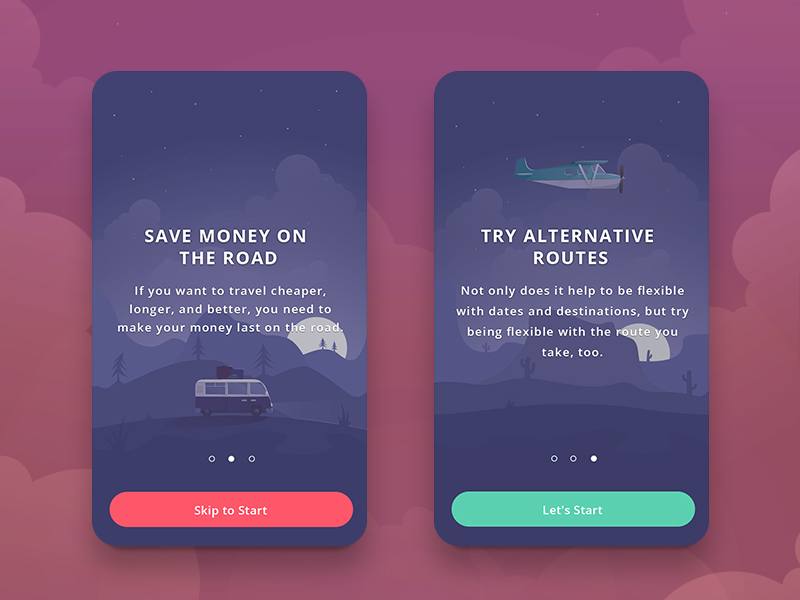 SAVE MONEY ON
THE ROAD
If you want to travel cheaper,
longer, and better, you need to
make your money last on the road.
Skip to Start
TRY ALTERNATIVE
ROUTES
Not only does it help to be flexible
with dates and destinations, but try
being flexible with the route you
take, too.
Let's Start